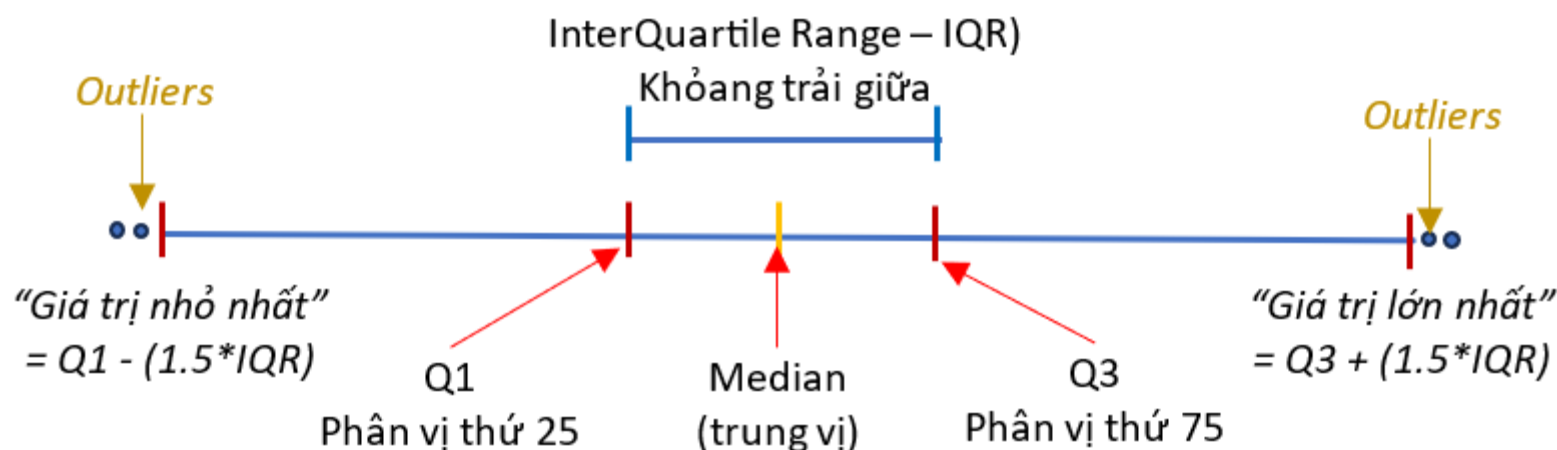 InterQuartile Range – IQR)
Khỏang trải giữa
Outliers
Outliers
“Giá trị nhỏ nhất”
= Q1 - (1.5*IQR)
“Giá trị lớn nhất”
= Q3 + (1.5*IQR)
Q1
Phân vị thứ 25
Median
(trung vị)
Q3
Phân vị thứ 75